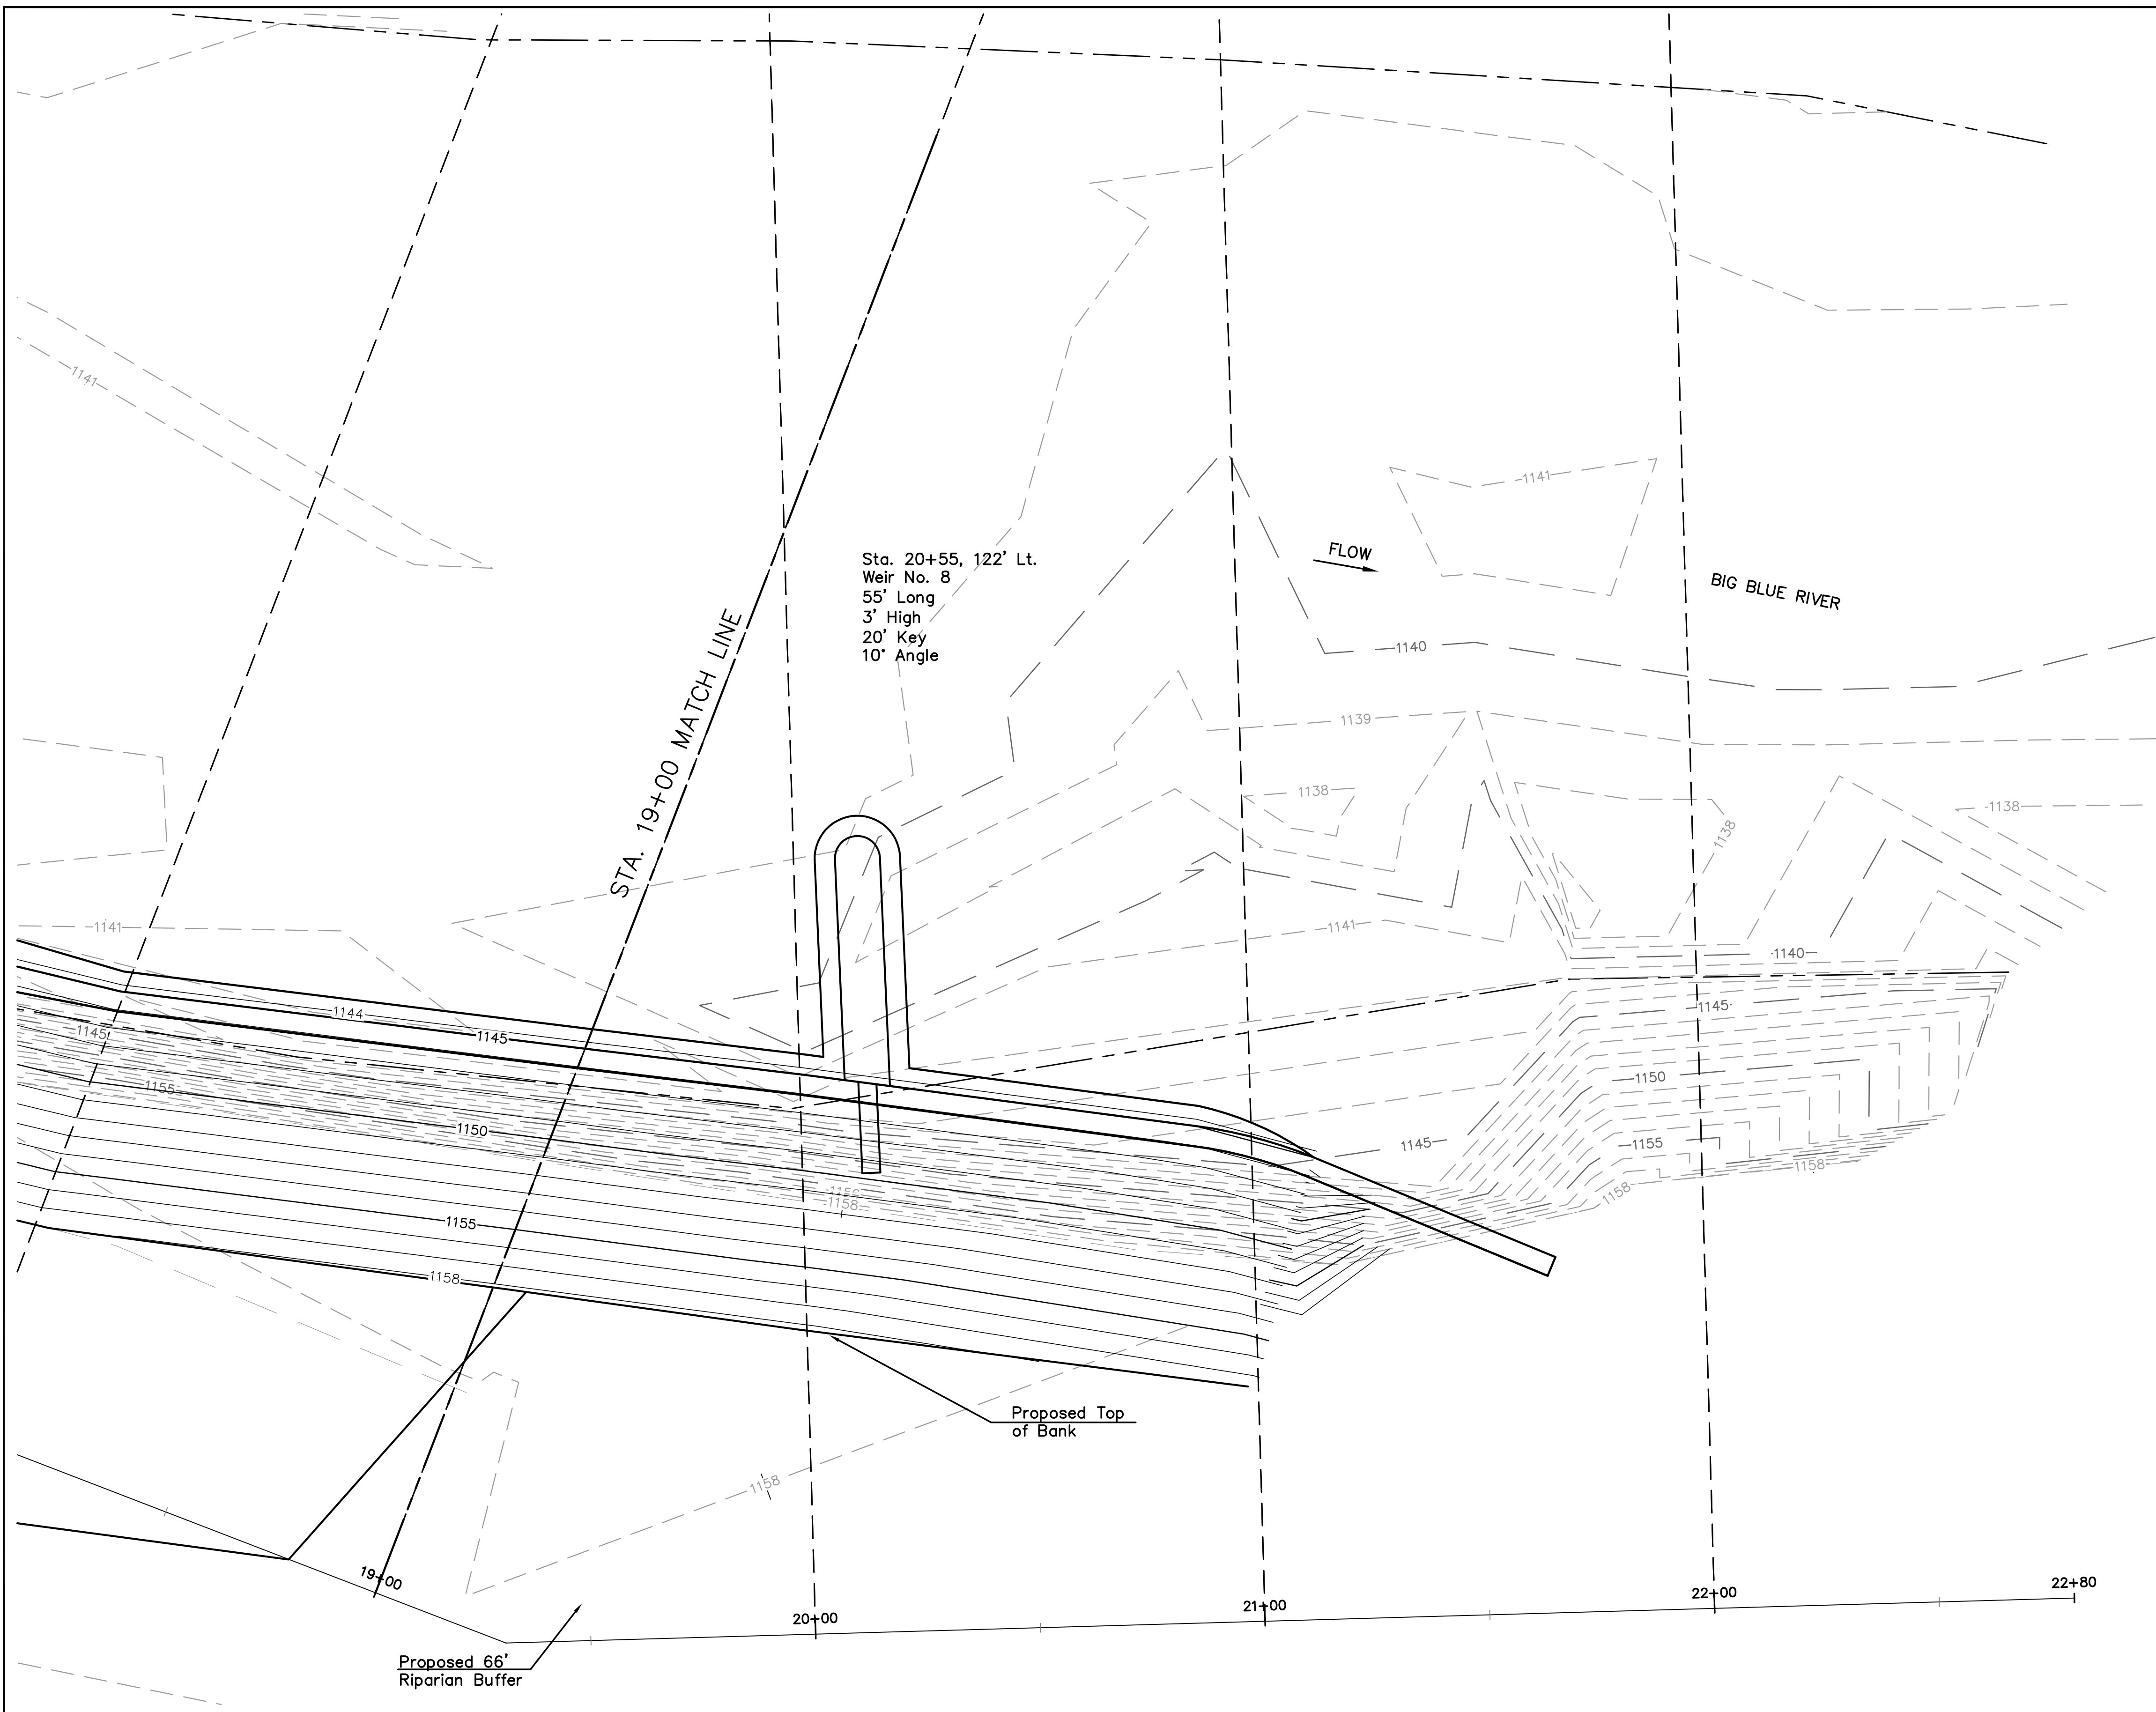 1141
FLOW
1141
Sta. 20+55, 122' Lt.
Weir No. 8
55' Long
3' High
20' Key
10° Angle
BIG BLUE RIVER
STA. 19+00 MATCH LINE
1140
1139
1138
1138
1138
1141
1141
1140
1144
1145
1145
1145
1155
1150
1150
1145
1155
1158
1158
1158
1155
1158
Proposed Top
of Bank
1158
19+00
20+00
21+00
22+00
22+80
Proposed 66'
Riparian Buffer